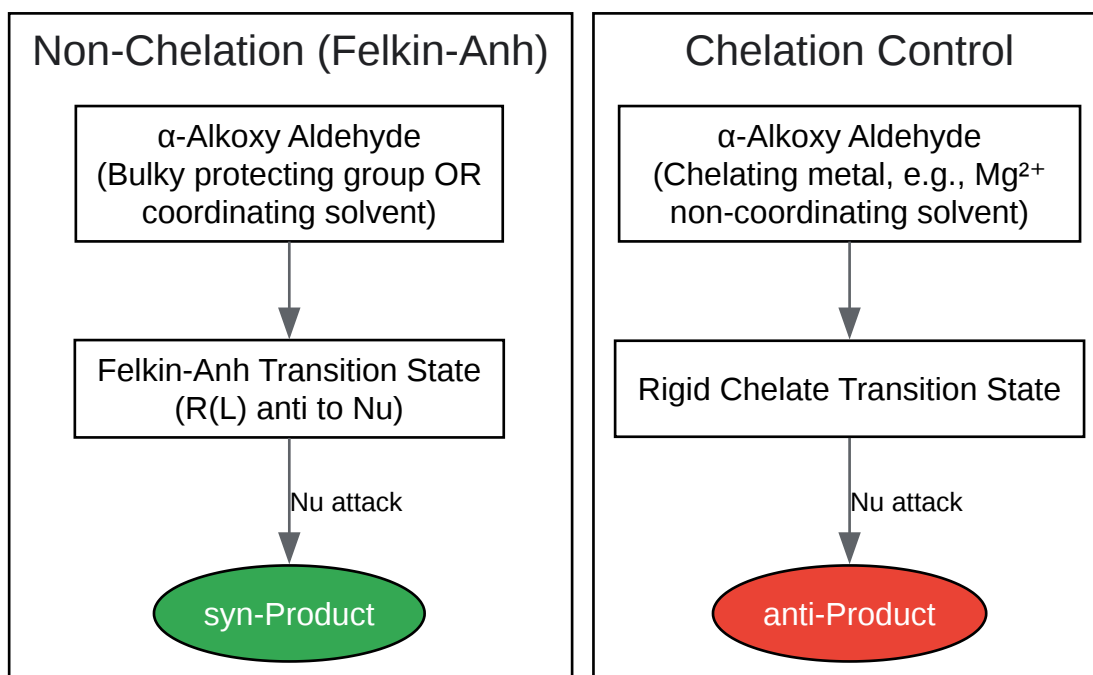 Non-Chelation (Felkin-Anh)
α-Alkoxy Aldehyde
(Bulky protecting group OR
coordinating solvent)
Felkin-Anh Transition State
(R(L) anti to Nu)
Nu attack
syn-Product
Chelation Control
α-Alkoxy Aldehyde
(Chelating metal, e.g., Mg²⁺
non-coordinating solvent)
Rigid Chelate Transition State
Nu attack
anti-Product